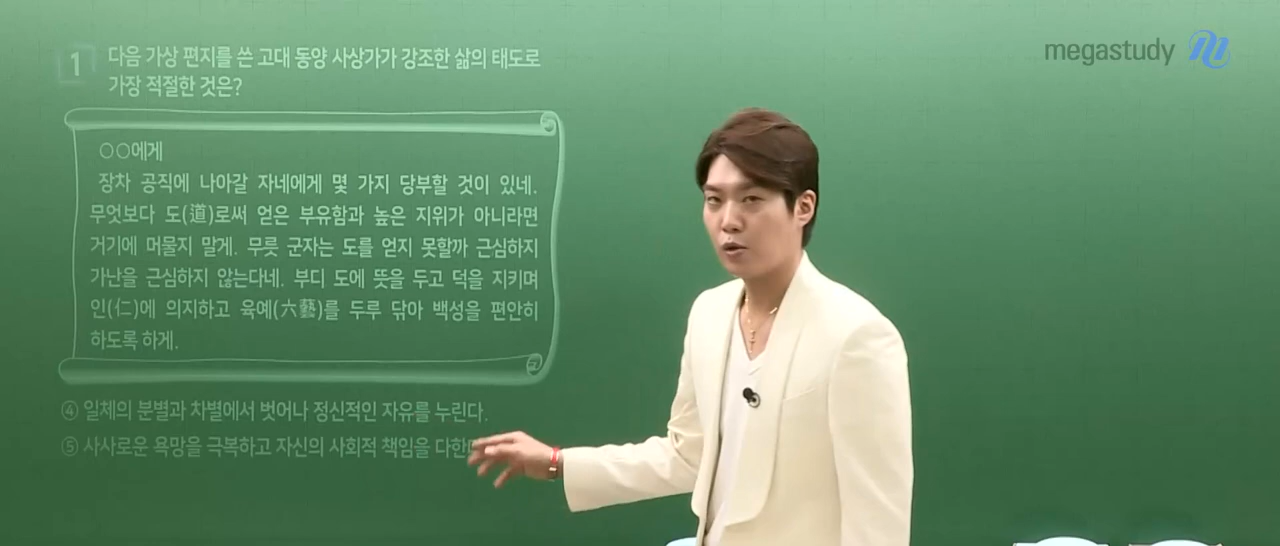 megastudy
1 다음 가상 편지를 쓴 고대 동양 사상가가 강조한 삶의 태도로
가장 적절한 것은?
○○에게
장차 공직에 나아갈 자네에게 몇 가지 당부할 것이 있네.
무엇보다 도(道)로써 얻은 부유함과 높은 지위가 아니라면
거기에 머물지 말게. 무릇 군자는 도를 얻지 못할까 근심하지
가난을 근심하지 않는다네. 부디 도에 뜻을 두고 덕을 지키며
인(仁)에 의지하고 육예(六藝)를 두루 닦아 백성을 편안히
하도록 하게.
④ 일체의 분별과 차별에서 벗어나 정신적인 자유를 누린다.
⑤ 사사로운 욕망을 극복하고 자신의 사회적 책임을